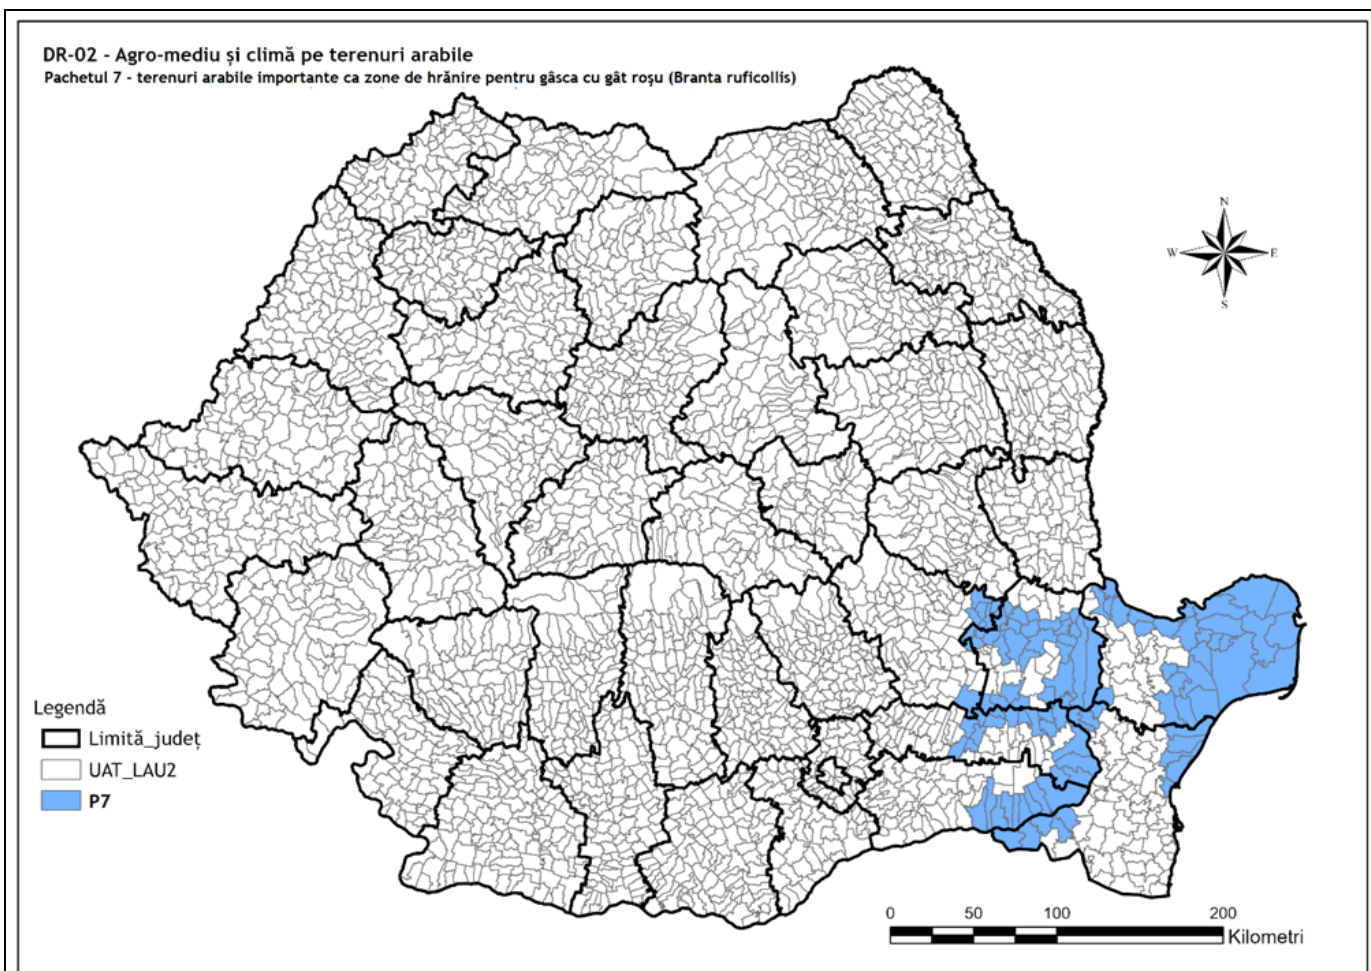 DR-02 - Agro-mediu și climă pe terenuri arabile
Pachetul 7 - terenuri arabile importante ca zone de hrănire pentru gâsca cu gât roșu (Branta ruficollis)
N
W
E
S
Legendă
Limită_județ
UAT_LAU2
P7
0 50 100 200
Kilometri